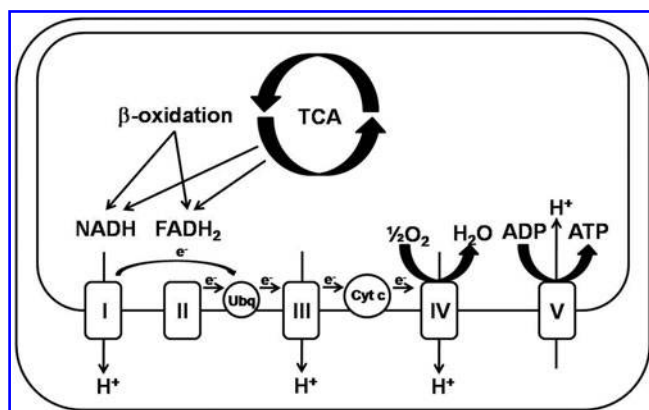 β-oxidation
TCA
NADH FADH₂
½O₂ H₂O ADP H⁺ ATP
e⁻
e⁻ e⁻ e⁻ e⁻
I II Ubq III Cyt c IV V
H⁺ H⁺ H⁺